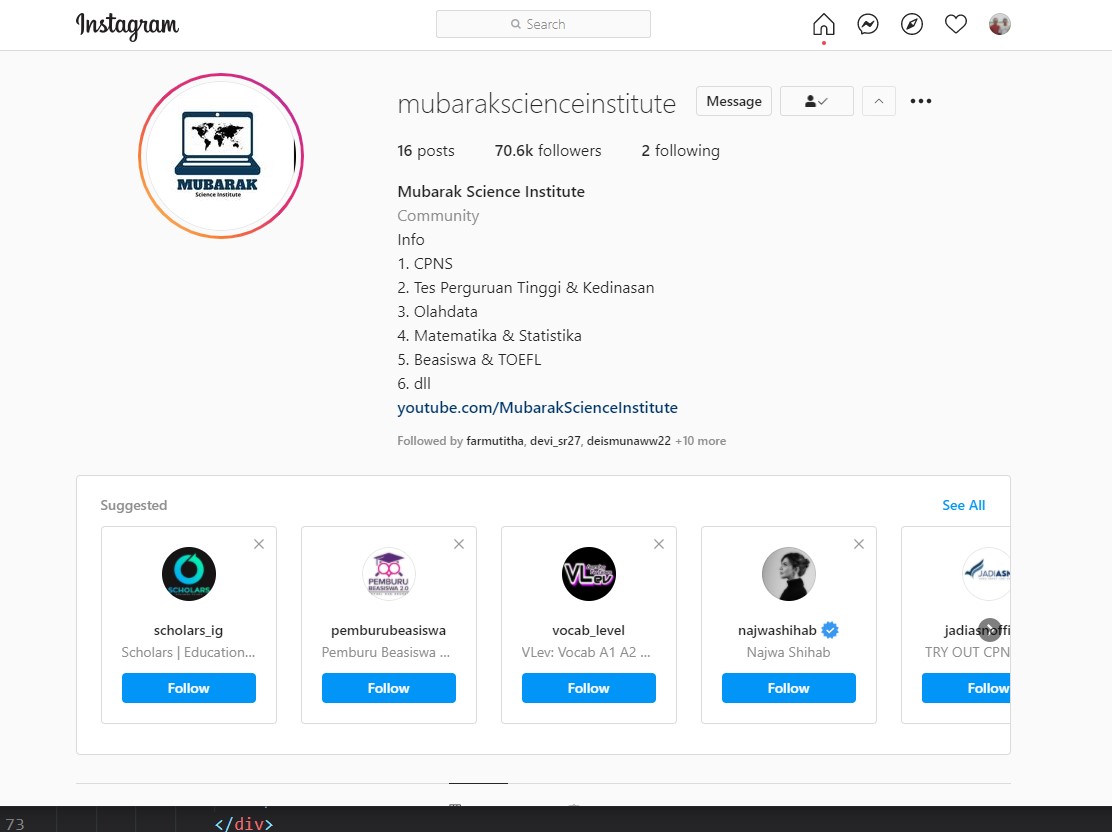 Instagram
Search
mubarakscienceinstitute Message
16 posts 70.6k followers 2 following
MUBARAK
Science Institute
Mubarak Science Institute
Community
Info
1. CPNS
2. Tes Perguruan Tinggi & Kedinasan
3. Olahdata
4. Matematika & Statistika
5. Beasiswa & TOEFL
6. dll
youtube.com/MubarakScienceInstitute
Followed by farmutitha, devi_sr27, deismunaww22 +10 more
Suggested See All
SCHOLARS
PEMBURU
BEASISWA 2.0
VLev
JADIASN
scholars_ig pemburubeasiswa vocab_level najwashihab jadiasnoffi
Scholars | Education... Pemburu Beasiswa ... VLev: Vocab A1 A2 ... Najwa Shihab TRY OUT CPN
Follow Follow Follow Follow Follow
73 </div>